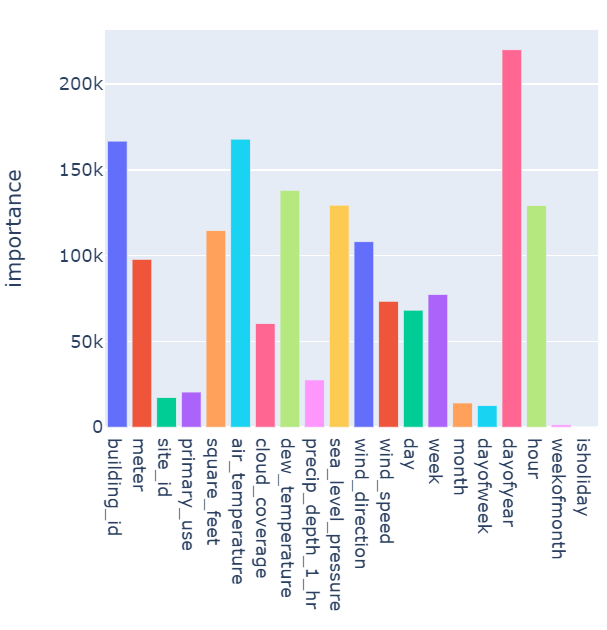 importance
200k
150k
100k
50k
0
building_id
meter
site_id
primary_use
square_feet
air_temperature
cloud_coverage
dew_temperature
precip_depth_1_hr
sea_level_pressure
wind_direction
wind_speed
day
week
month
dayofweek
dayofyear
hour
weekofmonth
isholiday